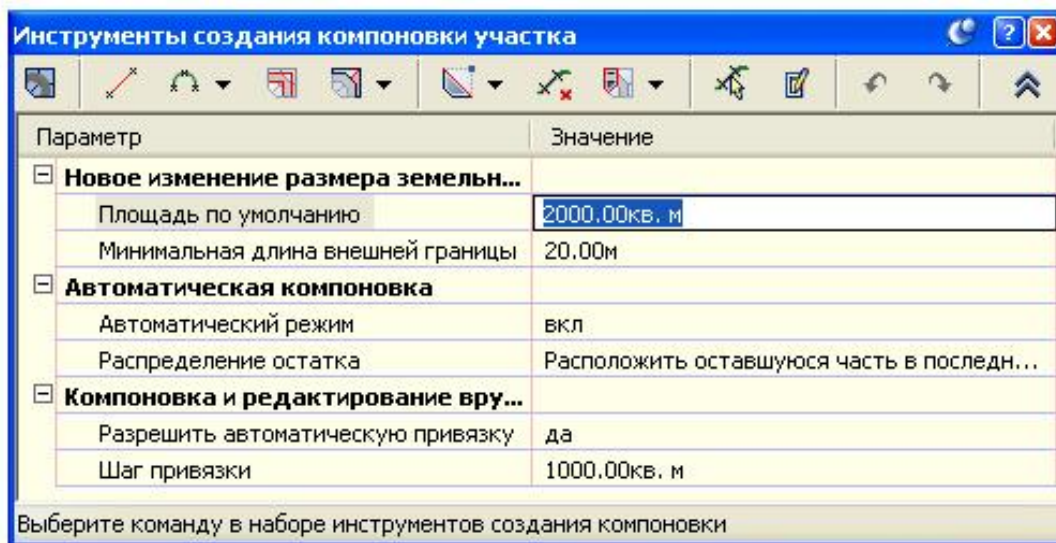 Инструменты создания компоновки участка
Параметр Значение
Новое изменение размера земельн...
Площадь по умолчанию 2000.00кв. м
Минимальная длина внешней границы 20.00м
Автоматическая компоновка
Автоматический режим вкл
Распределение остатка Расположить оставшуюся часть в последн...
Компоновка и редактирование вру...
Разрешить автоматическую привязку да
Шаг привязки 1000.00кв. м
Выберите команду в наборе инструментов создания компоновки